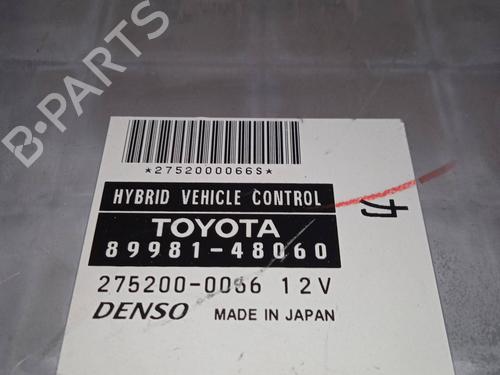 B-PARTS
*2752000066S*
HYBRID VEHICLE CONTROL
TOYOTA
89981-48060
275200-0066 12V
DENSO MADE IN JAPAN
カ